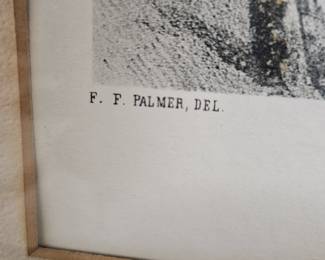 F. F. PALMER, DEL.